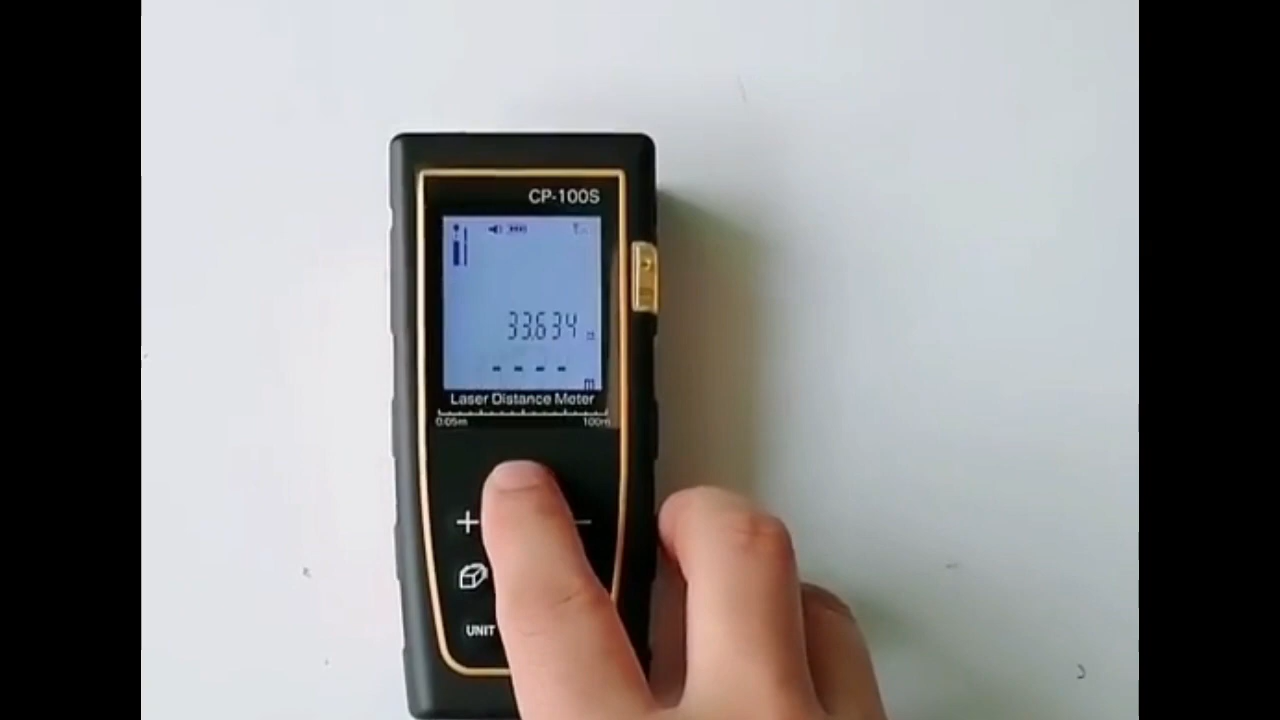 CP-100S
33.634 m
- - - -
m
Laser Distance Meter
0.05m 100m
+ −
UNIT